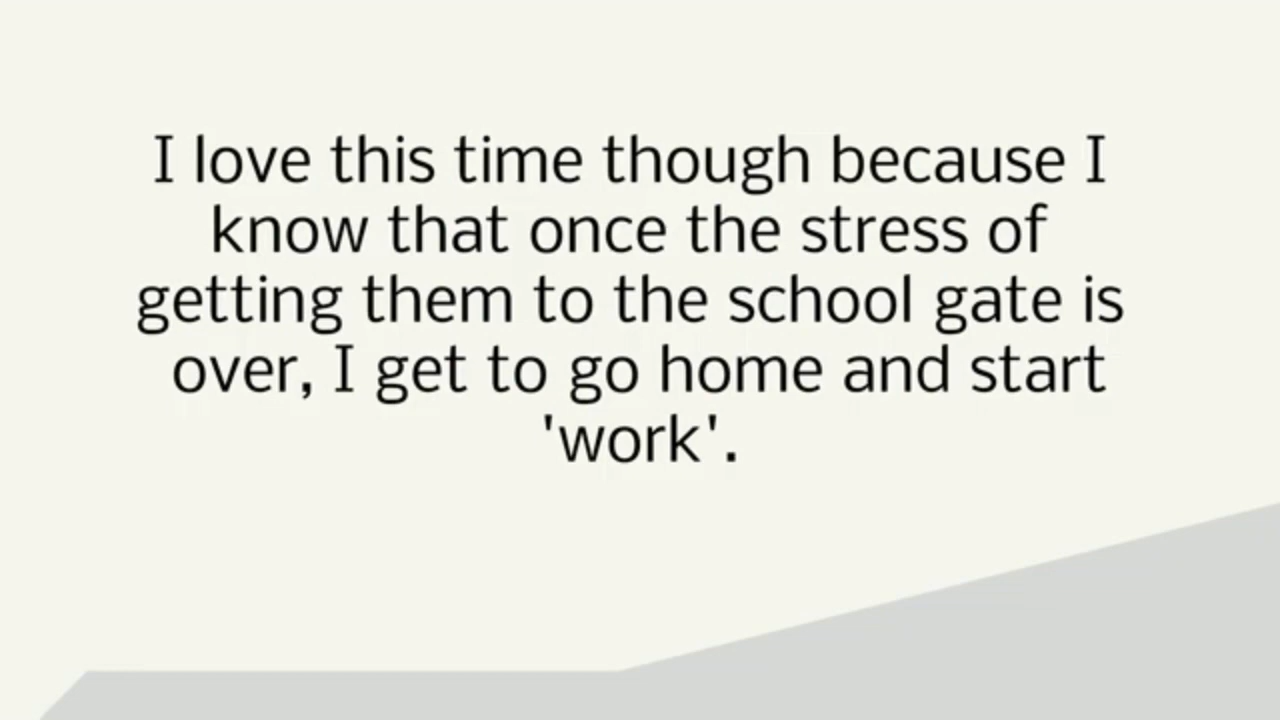 I love this time though because I
know that once the stress of
getting them to the school gate is
over, I get to go home and start
'work'.